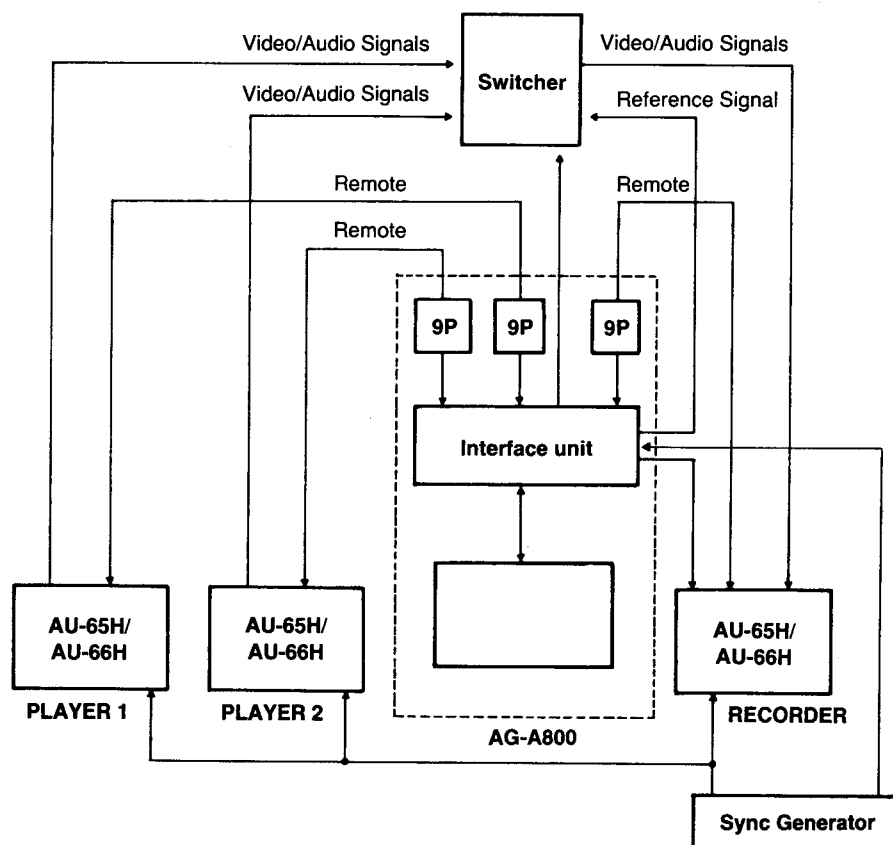 Video/Audio Signals
Video/Audio Signals
Switcher
Video/Audio Signals
Reference Signal
Remote
Remote
Remote
9P
9P
9P
Interface unit
AU-65H/
AU-66H
PLAYER 1
AU-65H/
AU-66H
PLAYER 2
AG-A800
AU-65H/
AU-66H
RECORDER
Sync Generator